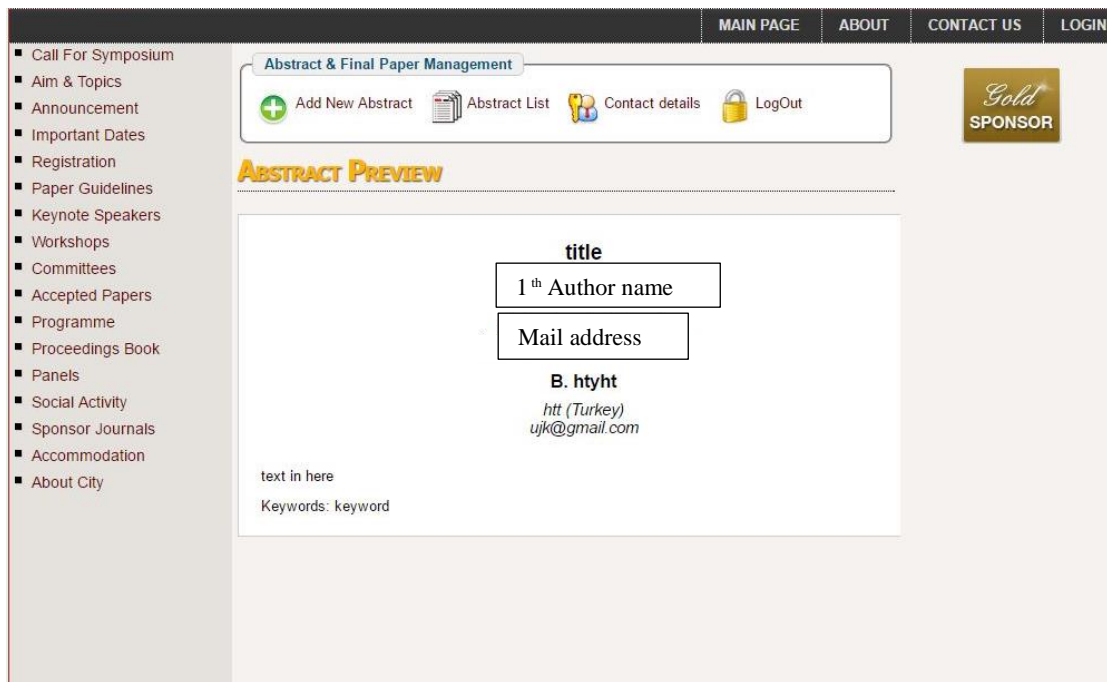 MAIN PAGE ABOUT CONTACT US LOGIN
Call For Symposium
Aim & Topics
Announcement
Important Dates
Registration
Paper Guidelines
Keynote Speakers
Workshops
Committees
Accepted Papers
Programme
Proceedings Book
Panels
Social Activity
Sponsor Journals
Accommodation
About City
Abstract & Final Paper Management
Add New Abstract Abstract List Contact details LogOut
Gold
SPONSOR
ABSTRACT PREVIEW
title
1 th Author name
Mail address
B. htyht
htt (Turkey)
ujk@gmail.com
text in here
Keywords: keyword